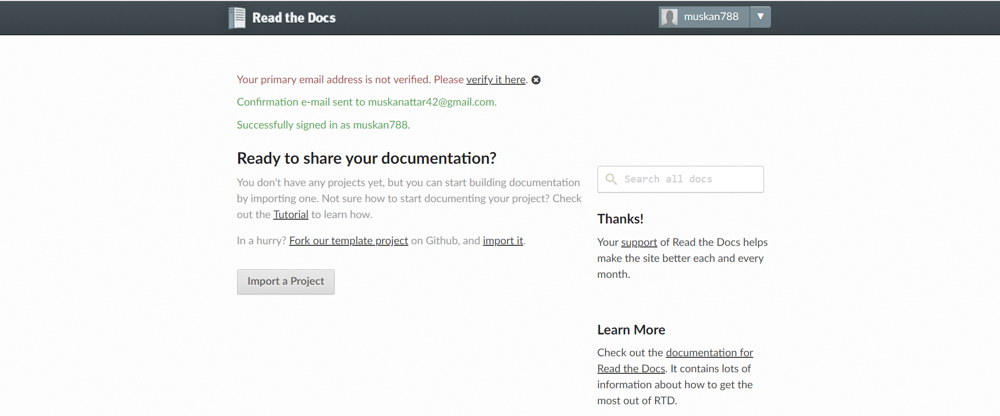 Read the Docs
muskan788
Your primary email address is not verified. Please verify it here.
Confirmation e-mail sent to muskanattar42@gmail.com.
Successfully signed in as muskan788.
Ready to share your documentation?
You don't have any projects yet, but you can start building documentation
by importing one. Not sure how to start documenting your project? Check
out the Tutorial to learn how.
In a hurry? Fork our template project on Github, and import it.
Import a Project
Search all docs
Thanks!
Your support of Read the Docs helps
make the site better each and every
month.
Learn More
Check out the documentation for
Read the Docs. It contains lots of
information about how to get the
most out of RTD.